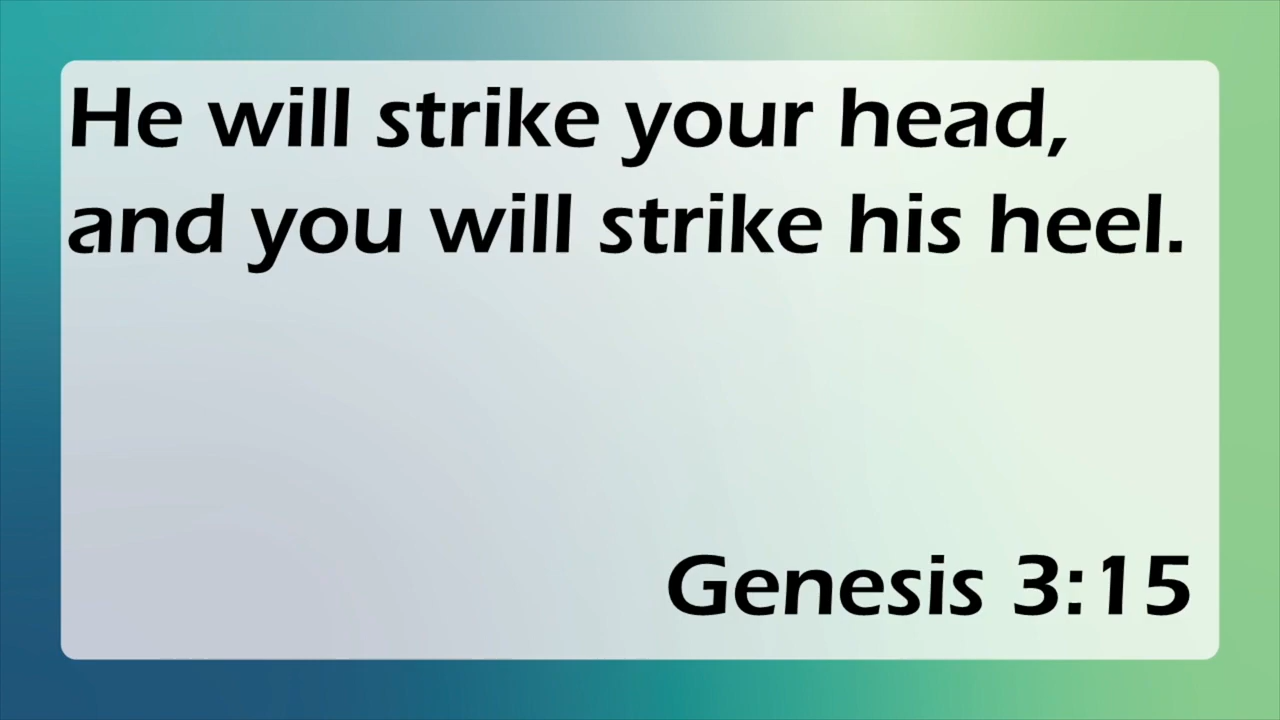 He will strike your head,
and you will strike his heel.
Genesis 3:15